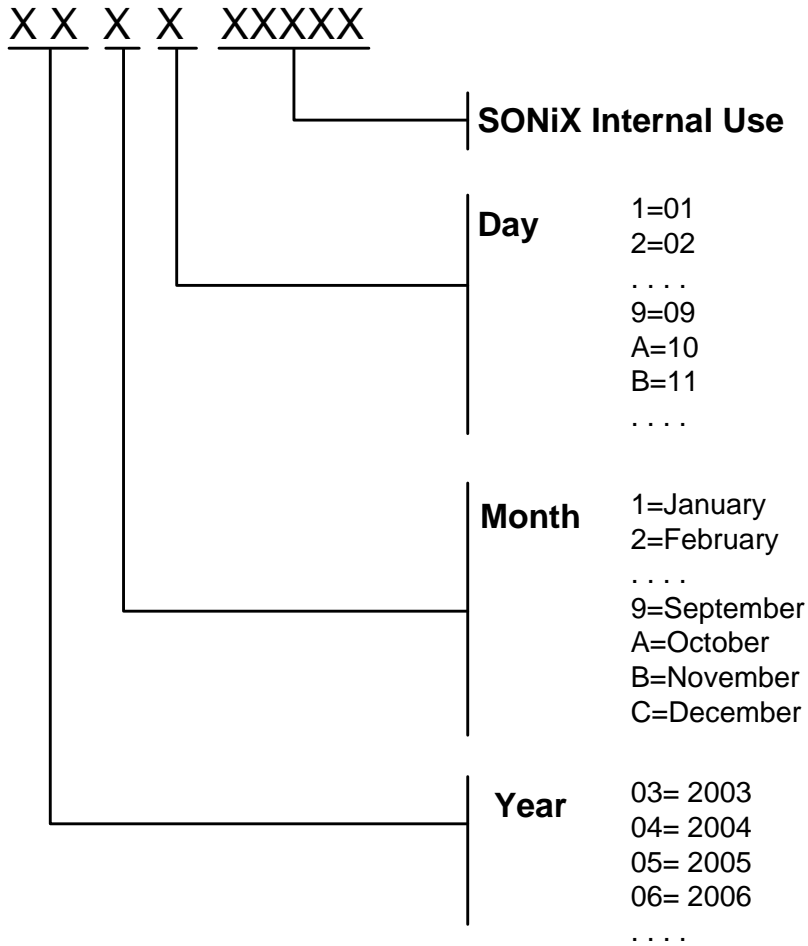 X X X X XXXXX
SONiX Internal Use
Day
1=01
2=02
. . . .
9=09
A=10
B=11
. . . .
Month
1=January
2=February
. . . .
9=September
A=October
B=November
C=December
Year
03= 2003
04= 2004
05= 2005
06= 2006
. . . .